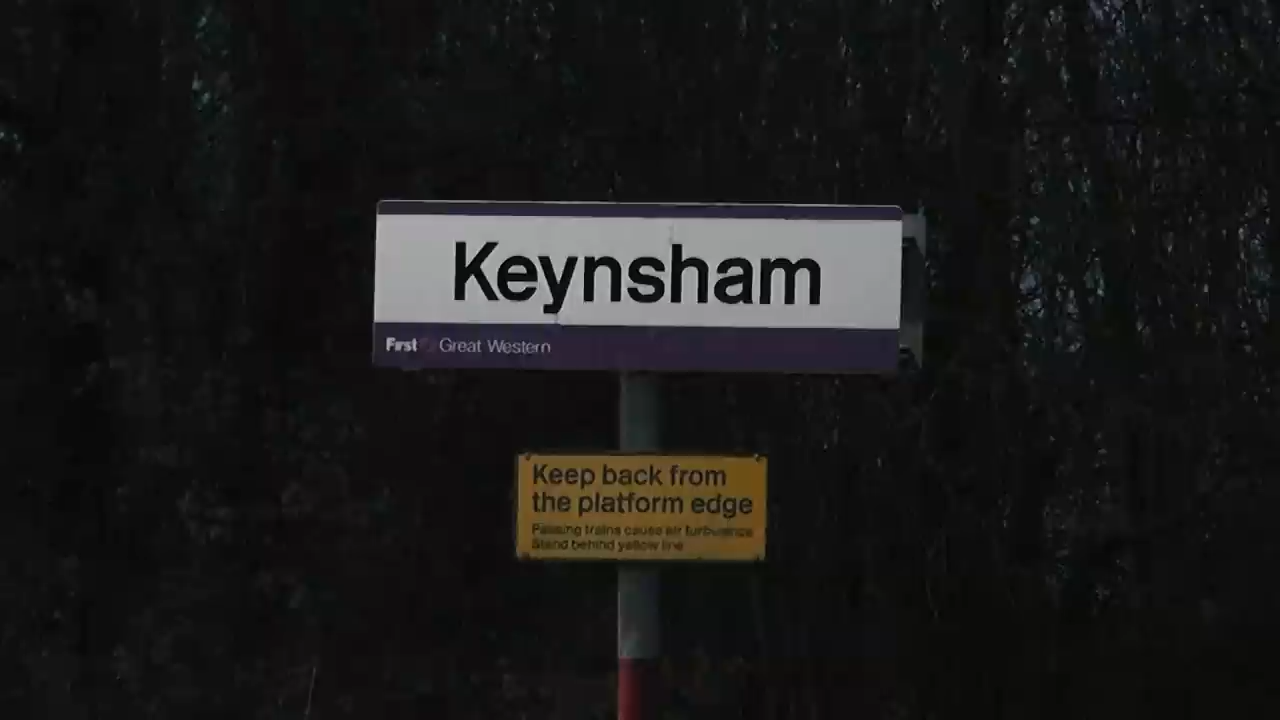 Keynsham
First Great Western
Keep back from
the platform edge
Passing trains cause air turbulence
Stand behind yellow line